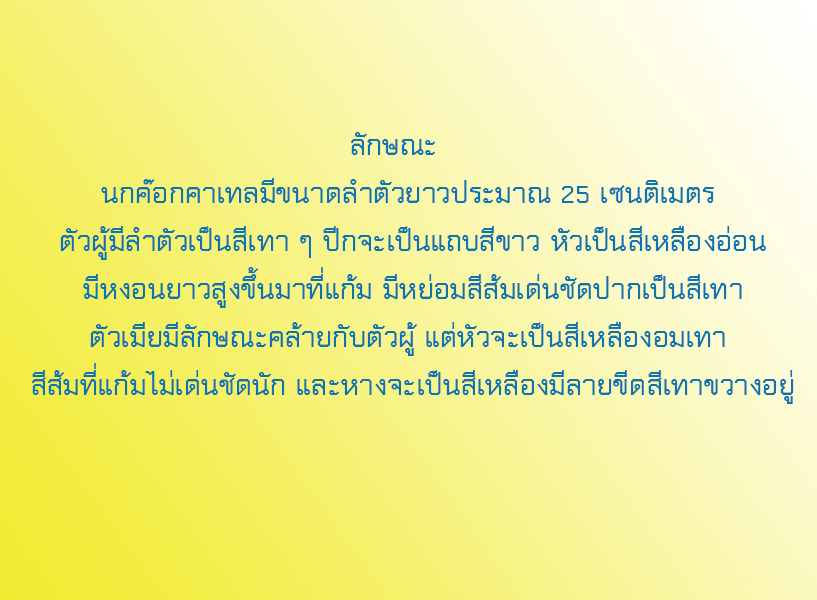 ลักษณะ
นกค๊อกคาเทลมีขนาดลำตัวยาวประมาณ 25 เซนติเมตร
ตัวผู้มีลำตัวเป็นสีเทา ๆ ปีกจะเป็นแถบสีขาว หัวเป็นสีเหลืองอ่อน
มีหงอนยาวสูงขึ้นมาที่แก้ม มีหย่อมสีส้มเด่นชัดปากเป็นสีเทา
ตัวเมียมีลักษณะคล้ายกับตัวผู้ แต่หัวจะเป็นสีเหลืองอมเทา
สีส้มที่แก้มไม่เด่นชัดนัก และหางจะเป็นสีเหลืองมีลายขีดสีเทาขวางอยู่